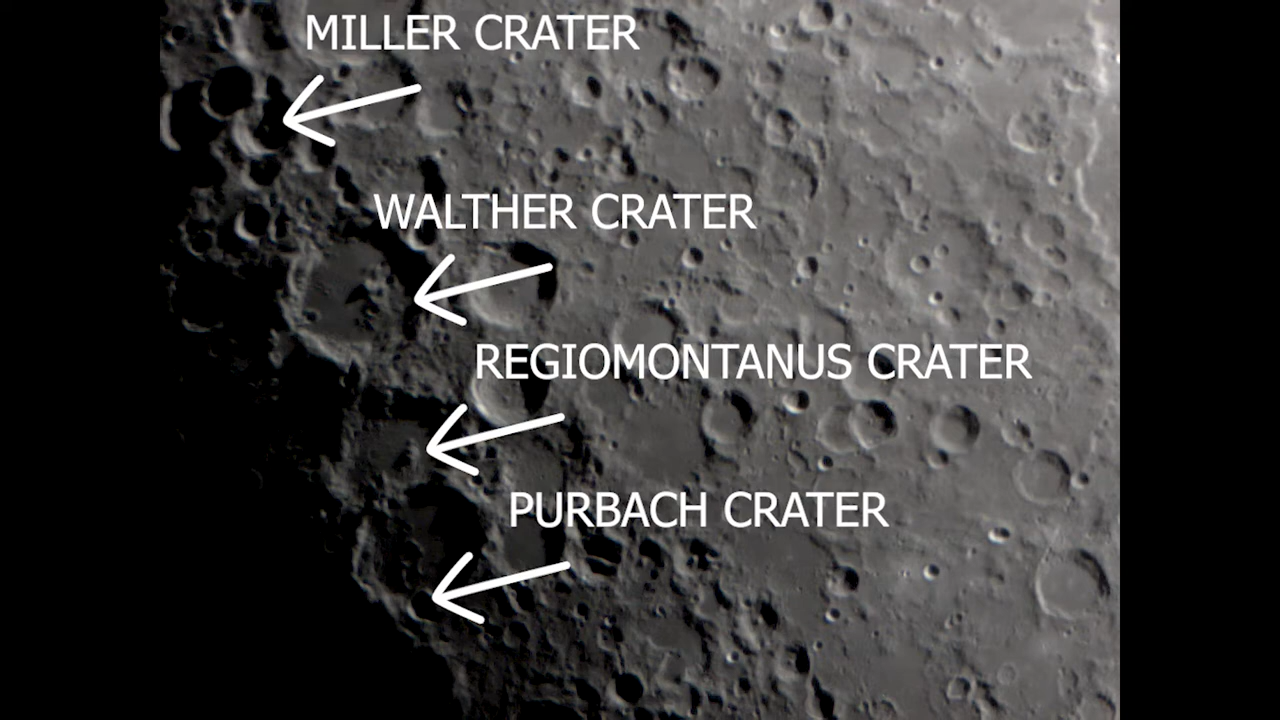 MILLER CRATER
WALTHER CRATER
REGIOMONTANUS CRATER
PURBACH CRATER